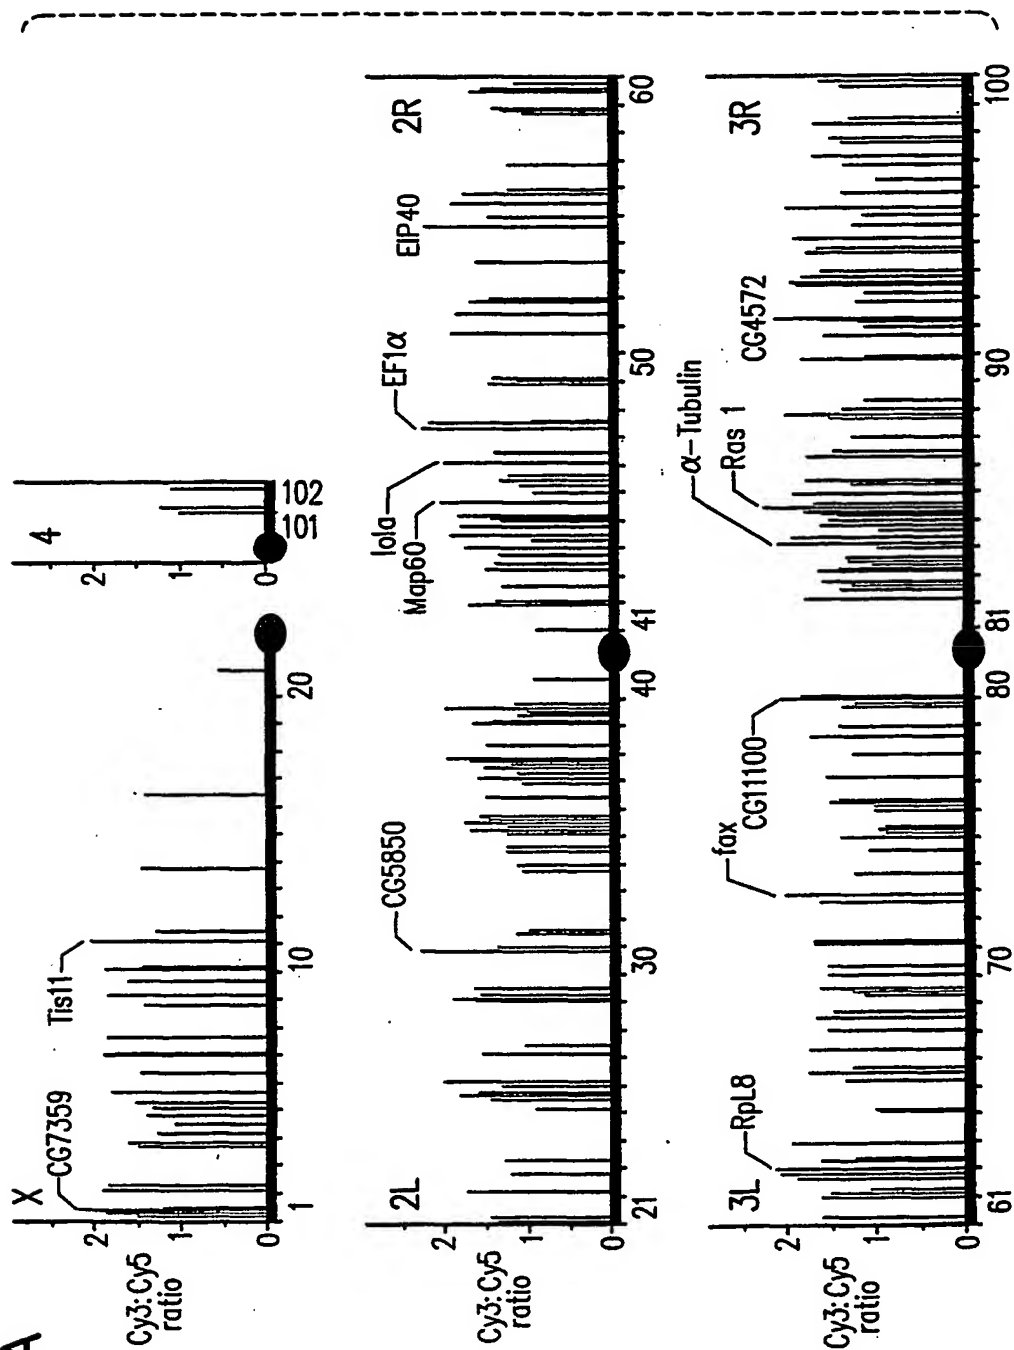 A
X
CG7359
Tis11
4
Cy3:Cy5
ratio
2
1
0
1
10
20
2
1
0
101
102
2L
CG5850
Map60
lola
EF1α
EIP40
2R
Cy3:Cy5
ratio
2
1
0
21
30
40
41
50
60
3L
RpL8
fax
CG11100
α-Tubulin
Ras 1
CG4572
3R
Cy3:Cy5
ratio
2
1
0
61
70
80
81
90
100